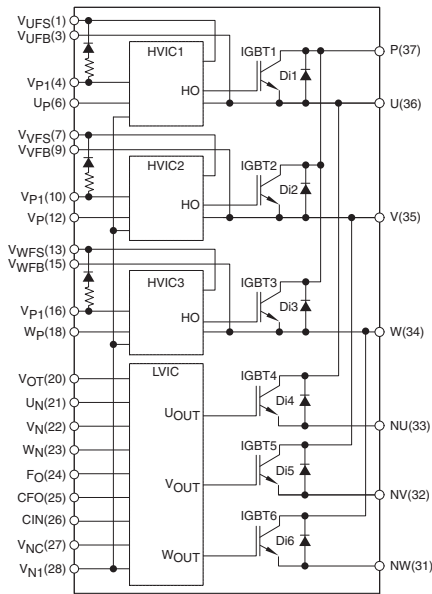 VUFS(1)
VUFB(3)
HVIC1
IGBT1
P(37)
Di1
VP1(4)
HO
UP(6)
U(36)
VVFS(7)
VVFB(9)
HVIC2
IGBT2
Di2
VP1(10)
HO
VP(12)
V(35)
VWFS(13)
VWFB(15)
HVIC3
IGBT3
Di3
VP1(16)
HO
WP(18)
W(34)
LVIC
IGBT4
VOT(20)
UN(21)
UOUT
Di4
VN(22)
NU(33)
WN(23)
IGBT5
FO(24)
VOUT
Di5
CFO(25)
NV(32)
CIN(26)
IGBT6
VNC(27)
WOUT
Di6
VN1(28)
NW(31)